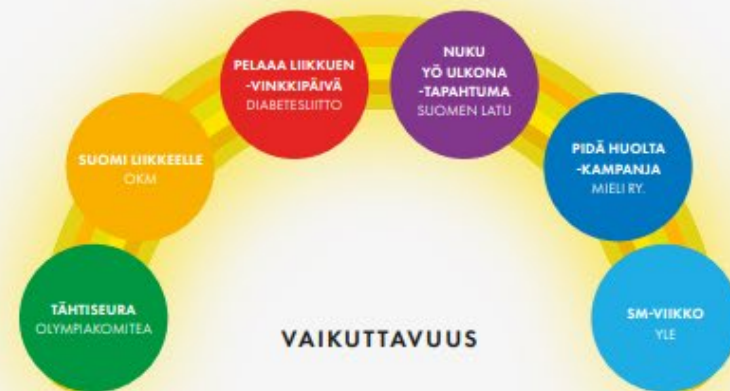 TÄHTISEURA
OLYMPIAKOMITEA
SUOMI LIIKKEELLE
OKM
PELAAA LIIKKUEN
-VINKKIPÄIVÄ
DIABETESLIITTO
NUKU
YÖ ULKONA
-TAPAHTUMA
SUOMEN LATU
PIDÄ HUOLTA
-KAMPANJA
MIELI RY.
SM-VIIKKO
YLE
VAIKUTTAVUUS